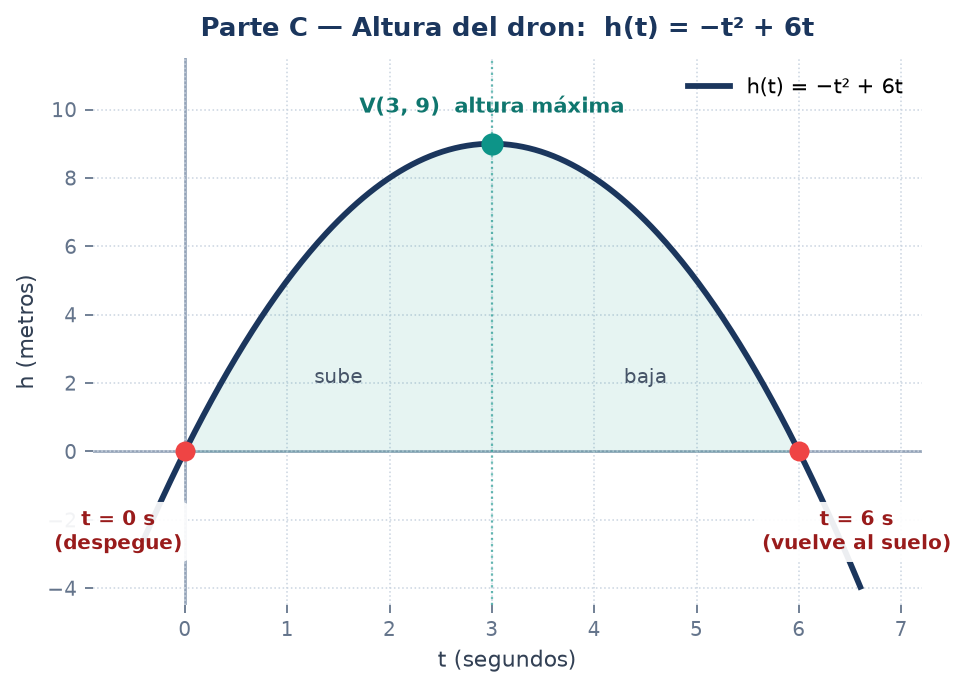 Parte C — Altura del dron:  h(t) = −t² + 6t
h(t) = −t² + 6t
V(3, 9)  altura máxima
10
8
6
4
2
0
−2
−4
h (metros)
sube
baja
t = 0 s
(despegue)
t = 6 s
(vuelve al suelo)
0
1
2
3
4
5
6
7
t (segundos)